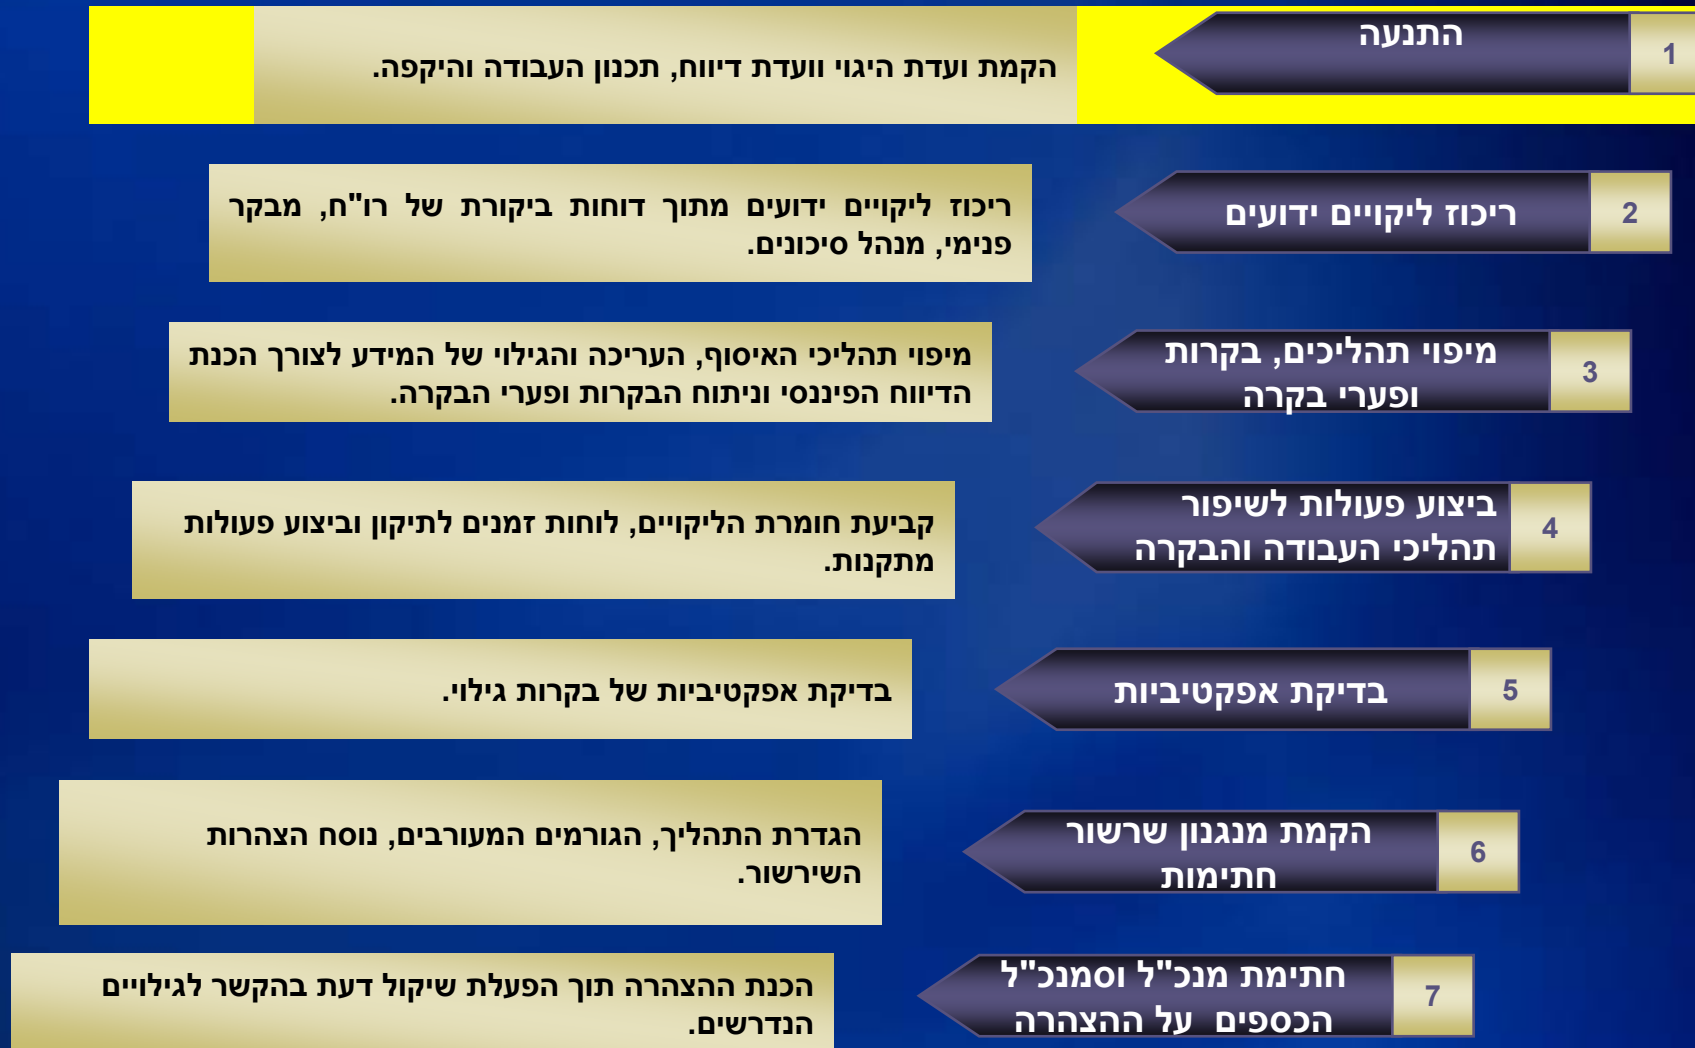 1
התנעה
הקמת ועדת היגוי וועדת דיווח, תכנון העבודה והיקפה.
2
ריכוז ליקויים ידועים
ריכוז ליקויים ידועים מתוך דוחות ביקורת של רו"ח, מבקר
פנימי, מנהל סיכונים.
3
מיפוי תהליכים, בקרות
ופערי בקרה
מיפוי תהליכי האיסוף, העריכה והגילוי של המידע לצורך הכנת
הדיווח הפיננסי וניתוח הבקרות ופערי הבקרה.
4
ביצוע פעולות לשיפור
תהליכי העבודה והבקרה
קביעת חומרת הליקויים, לוחות זמנים לתיקון וביצוע פעולות
מתקנות.
5
בדיקת אפקטיביות
בדיקת אפקטיביות של בקרות גילוי.
6
הקמת מנגנון שרשור
חתימות
הגדרת התהליך, הגורמים המעורבים, נוסח הצהרות
השירשור.
7
חתימת מנכ"ל וסמנכ"ל
הכספים על ההצהרה
הכנת ההצהרה תוך הפעלת שיקול דעת בהקשר לגילויים
הנדרשים.